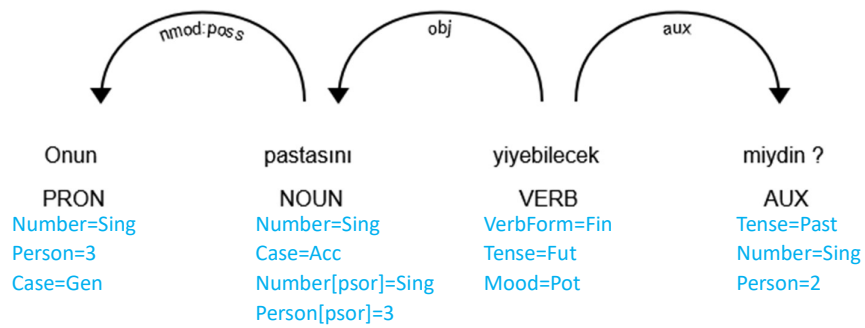 nmod:poss obj aux
Onun pastasını yiyebilecek miydin ?
PRON NOUN VERB AUX
Number=Sing Number=Sing VerbForm=Fin Tense=Past
Person=3 Case=Acc Tense=Fut Number=Sing
Case=Gen Number[psor]=Sing Mood=Pot Person=2
Person[psor]=3